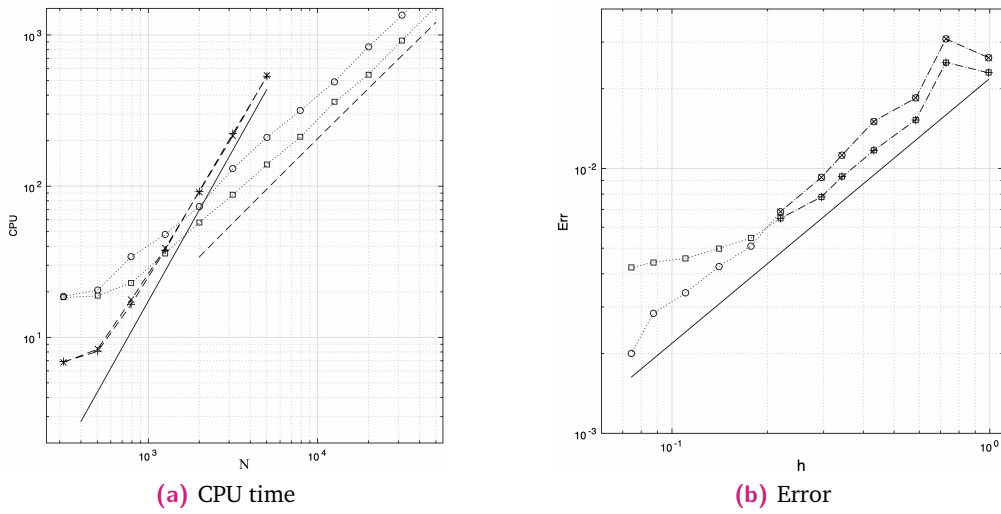 10³
10²
10¹
CPU
10³
10⁴
N
(a) CPU time
10⁻²
10⁻³
Err
10⁻¹
10⁰
h
(b) Error